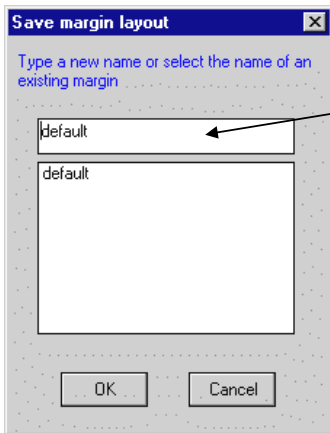 Save margin layout
Type a new name or select the name of an
existing margin
default
default
OK
Cancel